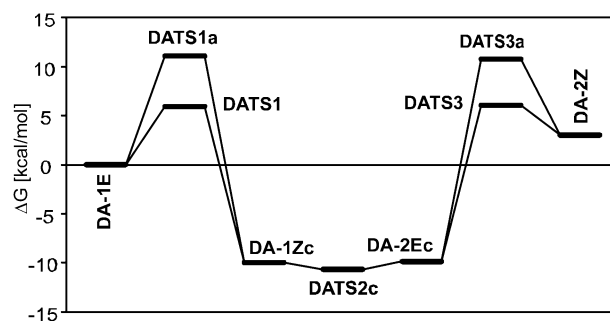 ΔG [kcal/mol]
15
10
5
0
-5
-10
-15
DA-1E
DATS1a
DATS1
DA-1Zc
DATS2c
DA-2Ec
DATS3a
DATS3
DA-2Z